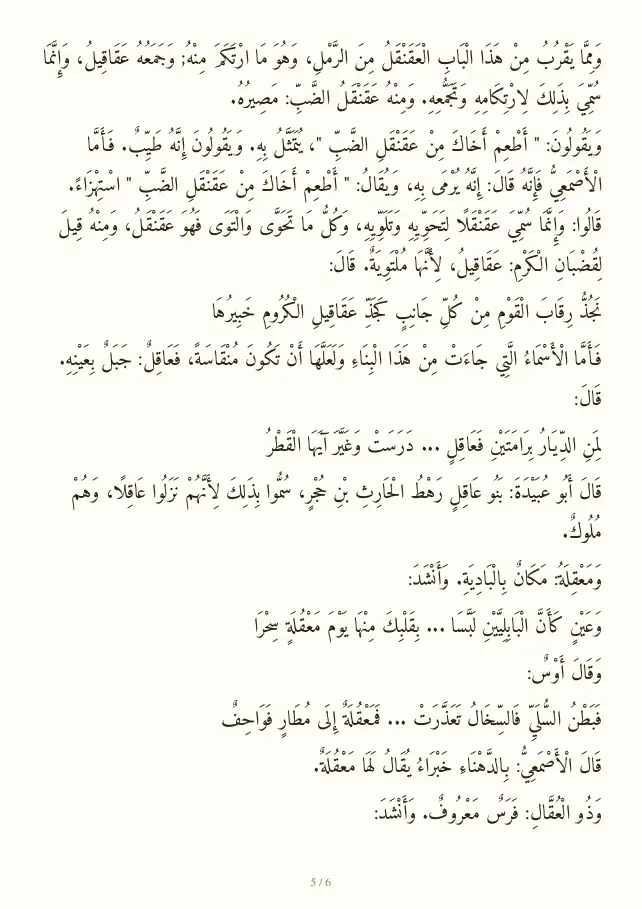 وَمِمَّا يَقْرُبُ مِنْ هَذَا الْبَابِ الْعَقَنْقَلُ مِنَ الرَّمْلِ، وَهُوَ مَا ارْتَكَمَ مِنْهُ; وَجَمَعُهُ عَقَاقِيلُ، وَإِنَّمَا
سُمِّيَ بِذَلِكَ لِارْتِكَامِهِ وَتَجَمُّعِهِ. وَمِنْهُ عَقَنْقَلُ الضَّبِّ: مَصِيرُهُ.
وَيَقُولُونَ: " أَطْعِمْ أَخَاكَ مِنْ عَقَنْقَلِ الضَّبِّ "، يُتَمَثَّلُ بِهِ. وَيَقُولُونَ إِنَّهُ طَيِّبٌ. فَأَمَّا
الْأَصْمَعِيُّ فَإِنَّهُ قَالَ: إِنَّهُ يُرْمَى بِهِ، وَيُقَالُ: " أَطْعِمْ أَخَاكَ مِنْ عَقَنْقَلِ الضَّبِّ " اسْتِهْزَاءً.
قَالُوا: وَإِنَّمَا سُمِّيَ عَقَنْقَلًا لِتَحَوِّيهِ وَتَلَوِّيهِ، وَكُلُّ مَا تَحَوَّى وَالْتَوَى فَهُوَ عَقَنْقَلُ، وَمِنْهُ قِيلَ
لِقُضْبَانِ الْكَرْمِ: عَقَاقِيلُ، لِأَنَّهَا مُلْتَوِيَةٌ. قَالَ:
نَجُذُّ رِقَابَ الْقَوْمِ مِنْ كُلِّ جَانِبٍ كَجَذِّ عَقَاقِيلِ الْكُرُومِ خَبِيرُهَا
فَأَمَّا الْأَسْمَاءُ الَّتِي جَاءَتْ مِنْ هَذَا الْبِنَاءِ وَلَعَلَّهَا أَنْ تَكُونَ مُنْقَاسَةً، فَعَاقِلٌ: جَبَلٌ بِعَيْنِهِ.
قَالَ:
لِمَنِ الدِّيَارُ بِرَامَتَيْنِ فَعَاقِلٍ ... دَرَسَتْ وَغَيَّرَ آيَهَا الْقَطْرُ
قَالَ أَبُو عُبَيْدَةَ: بَنُو عَاقِلٍ رَهْطُ الْحَارِثِ بْنِ حُجْرٍ، سُمُّوا بِذَلِكَ لِأَنَّهُمْ نَزَلُوا عَاقِلًا، وَهُمْ
مُلُوكٌ.
وَمَعْقِلَةُ: مَكَانٌ بِالْبَادِيَةِ. وَأَنْشَدَ:
وَعَيْنٍ كَأَنَّ الْبَابِلِيَّيْنِ لَبَّسَا ... بِقَلْبِكَ مِنْهَا يَوْمَ مَعْقُلَةٍ سِحْرَا
وَقَالَ أَوْسٌ:
فَبَطْنُ السُّلَيِّ فَالسِّخَالُ تَعَذَّرَتْ ... فَمَعْقُلَةٌ إِلَى مُطَارٍ فَوَاحِفُ
قَالَ الْأَصْمَعِيُّ: بِالدَّهْنَاءِ خَبْرَاءُ يُقَالُ لَهَا مَعْقُلَةٌ.
وَذُو الْعُقَّالِ: فَرَسٌ مَعْرُوفٌ. وَأَنْشَدَ:
5 / 6